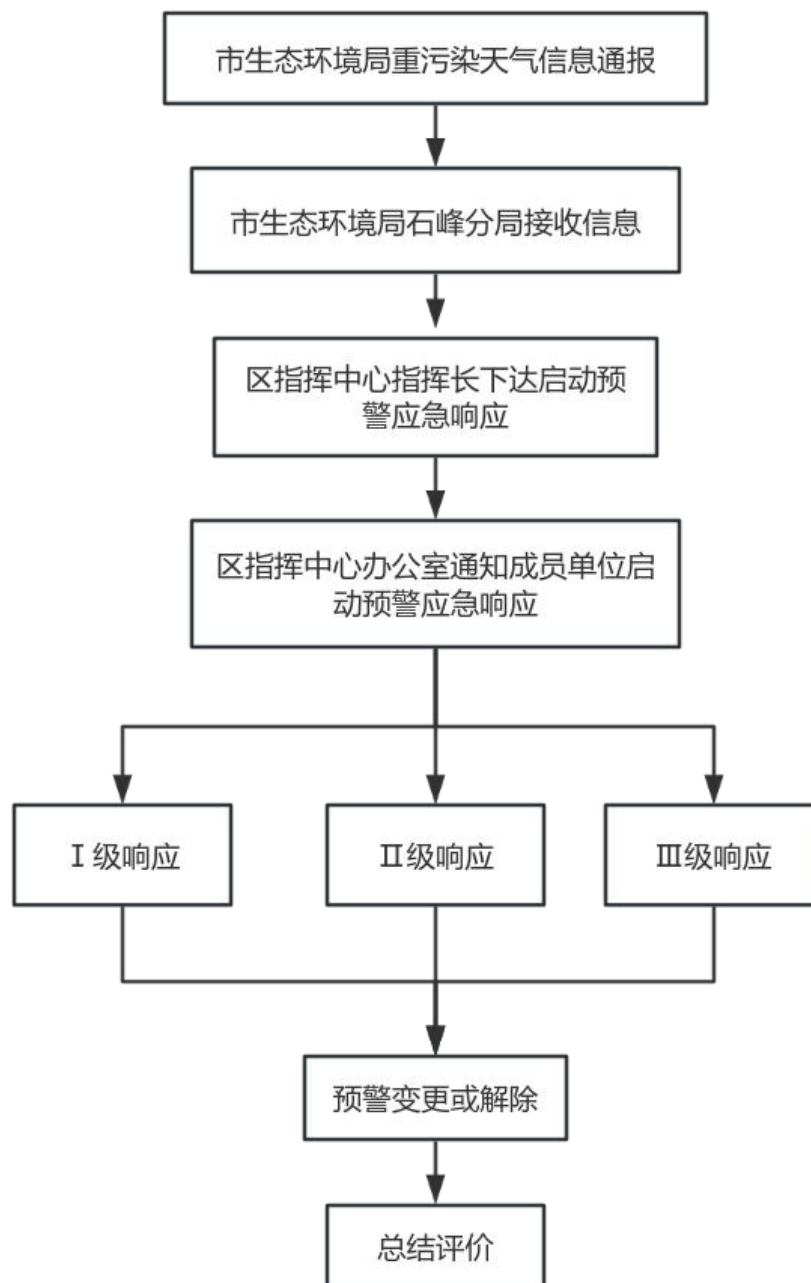 市生态环境局重污染天气信息通报
市生态环境局石峰分局接收信息
区指挥中心指挥长下达启动预
警应急响应
区指挥中心办公室通知成员单位启
动预警应急响应
Ⅰ级响应
Ⅱ级响应
Ⅲ级响应
预警变更或解除
总结评价